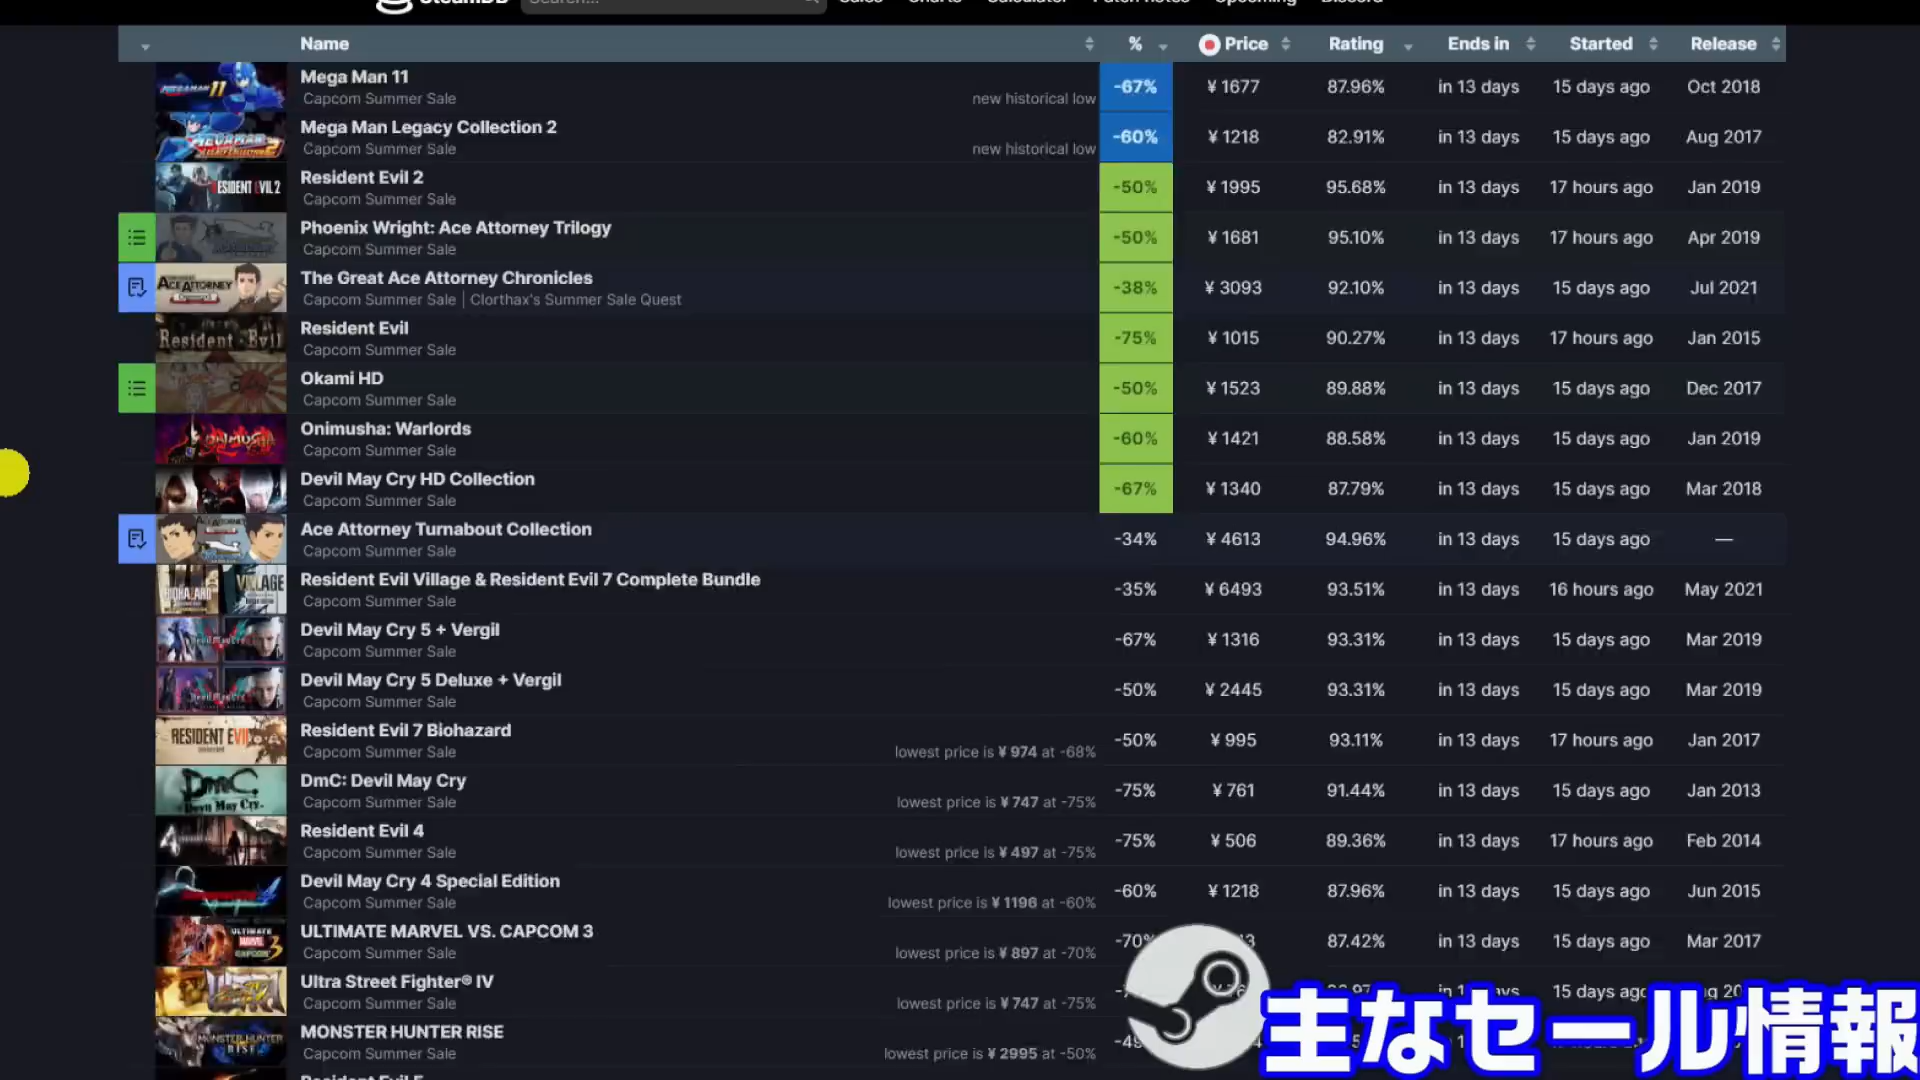 SteamDB Search... Sales Charts Calculator Patch notes Upcoming Discord
Name % Price Rating Ends in Started Release
Mega Man 11
Capcom Summer Sale new historical low -67% ¥ 1677 87.96% in 13 days 15 days ago Oct 2018
Mega Man Legacy Collection 2
Capcom Summer Sale new historical low -60% ¥ 1218 82.91% in 13 days 15 days ago Aug 2017
Resident Evil 2
Capcom Summer Sale -50% ¥ 1995 95.68% in 13 days 17 hours ago Jan 2019
Phoenix Wright: Ace Attorney Trilogy
Capcom Summer Sale -50% ¥ 1681 95.10% in 13 days 17 hours ago Apr 2019
The Great Ace Attorney Chronicles
Capcom Summer Sale | Clorthax's Summer Sale Quest -38% ¥ 3093 92.10% in 13 days 15 days ago Jul 2021
Resident Evil
Capcom Summer Sale -75% ¥ 1015 90.27% in 13 days 17 hours ago Jan 2015
Okami HD
Capcom Summer Sale -50% ¥ 1523 89.88% in 13 days 15 days ago Dec 2017
Onimusha: Warlords
Capcom Summer Sale -60% ¥ 1421 88.58% in 13 days 15 days ago Jan 2019
Devil May Cry HD Collection
Capcom Summer Sale -67% ¥ 1340 87.79% in 13 days 15 days ago Mar 2018
Ace Attorney Turnabout Collection
Capcom Summer Sale -34% ¥ 4613 94.96% in 13 days 15 days ago —
Resident Evil Village & Resident Evil 7 Complete Bundle
Capcom Summer Sale -35% ¥ 6493 93.51% in 13 days 16 hours ago May 2021
Devil May Cry 5 + Vergil
Capcom Summer Sale -67% ¥ 1316 93.31% in 13 days 15 days ago Mar 2019
Devil May Cry 5 Deluxe + Vergil
Capcom Summer Sale -50% ¥ 2445 93.31% in 13 days 15 days ago Mar 2019
Resident Evil 7 Biohazard
Capcom Summer Sale lowest price is ¥ 974 at -68% -50% ¥ 995 93.11% in 13 days 17 hours ago Jan 2017
DmC: Devil May Cry
Capcom Summer Sale lowest price is ¥ 747 at -75% -75% ¥ 761 91.44% in 13 days 15 days ago Jan 2013
Resident Evil 4
Capcom Summer Sale lowest price is ¥ 497 at -75% -75% ¥ 506 89.36% in 13 days 17 hours ago Feb 2014
Devil May Cry 4 Special Edition
Capcom Summer Sale lowest price is ¥ 1196 at -60% -60% ¥ 1218 87.96% in 13 days 15 days ago Jun 2015
ULTIMATE MARVEL VS. CAPCOM 3
Capcom Summer Sale lowest price is ¥ 897 at -70% -70% 87.42% in 13 days 15 days ago Mar 2017
Ultra Street Fighter® IV
Capcom Summer Sale lowest price is ¥ 747 at -75% 15 days ago
MONSTER HUNTER RISE
Capcom Summer Sale lowest price is ¥ 2995 at -50%
主なセール情報